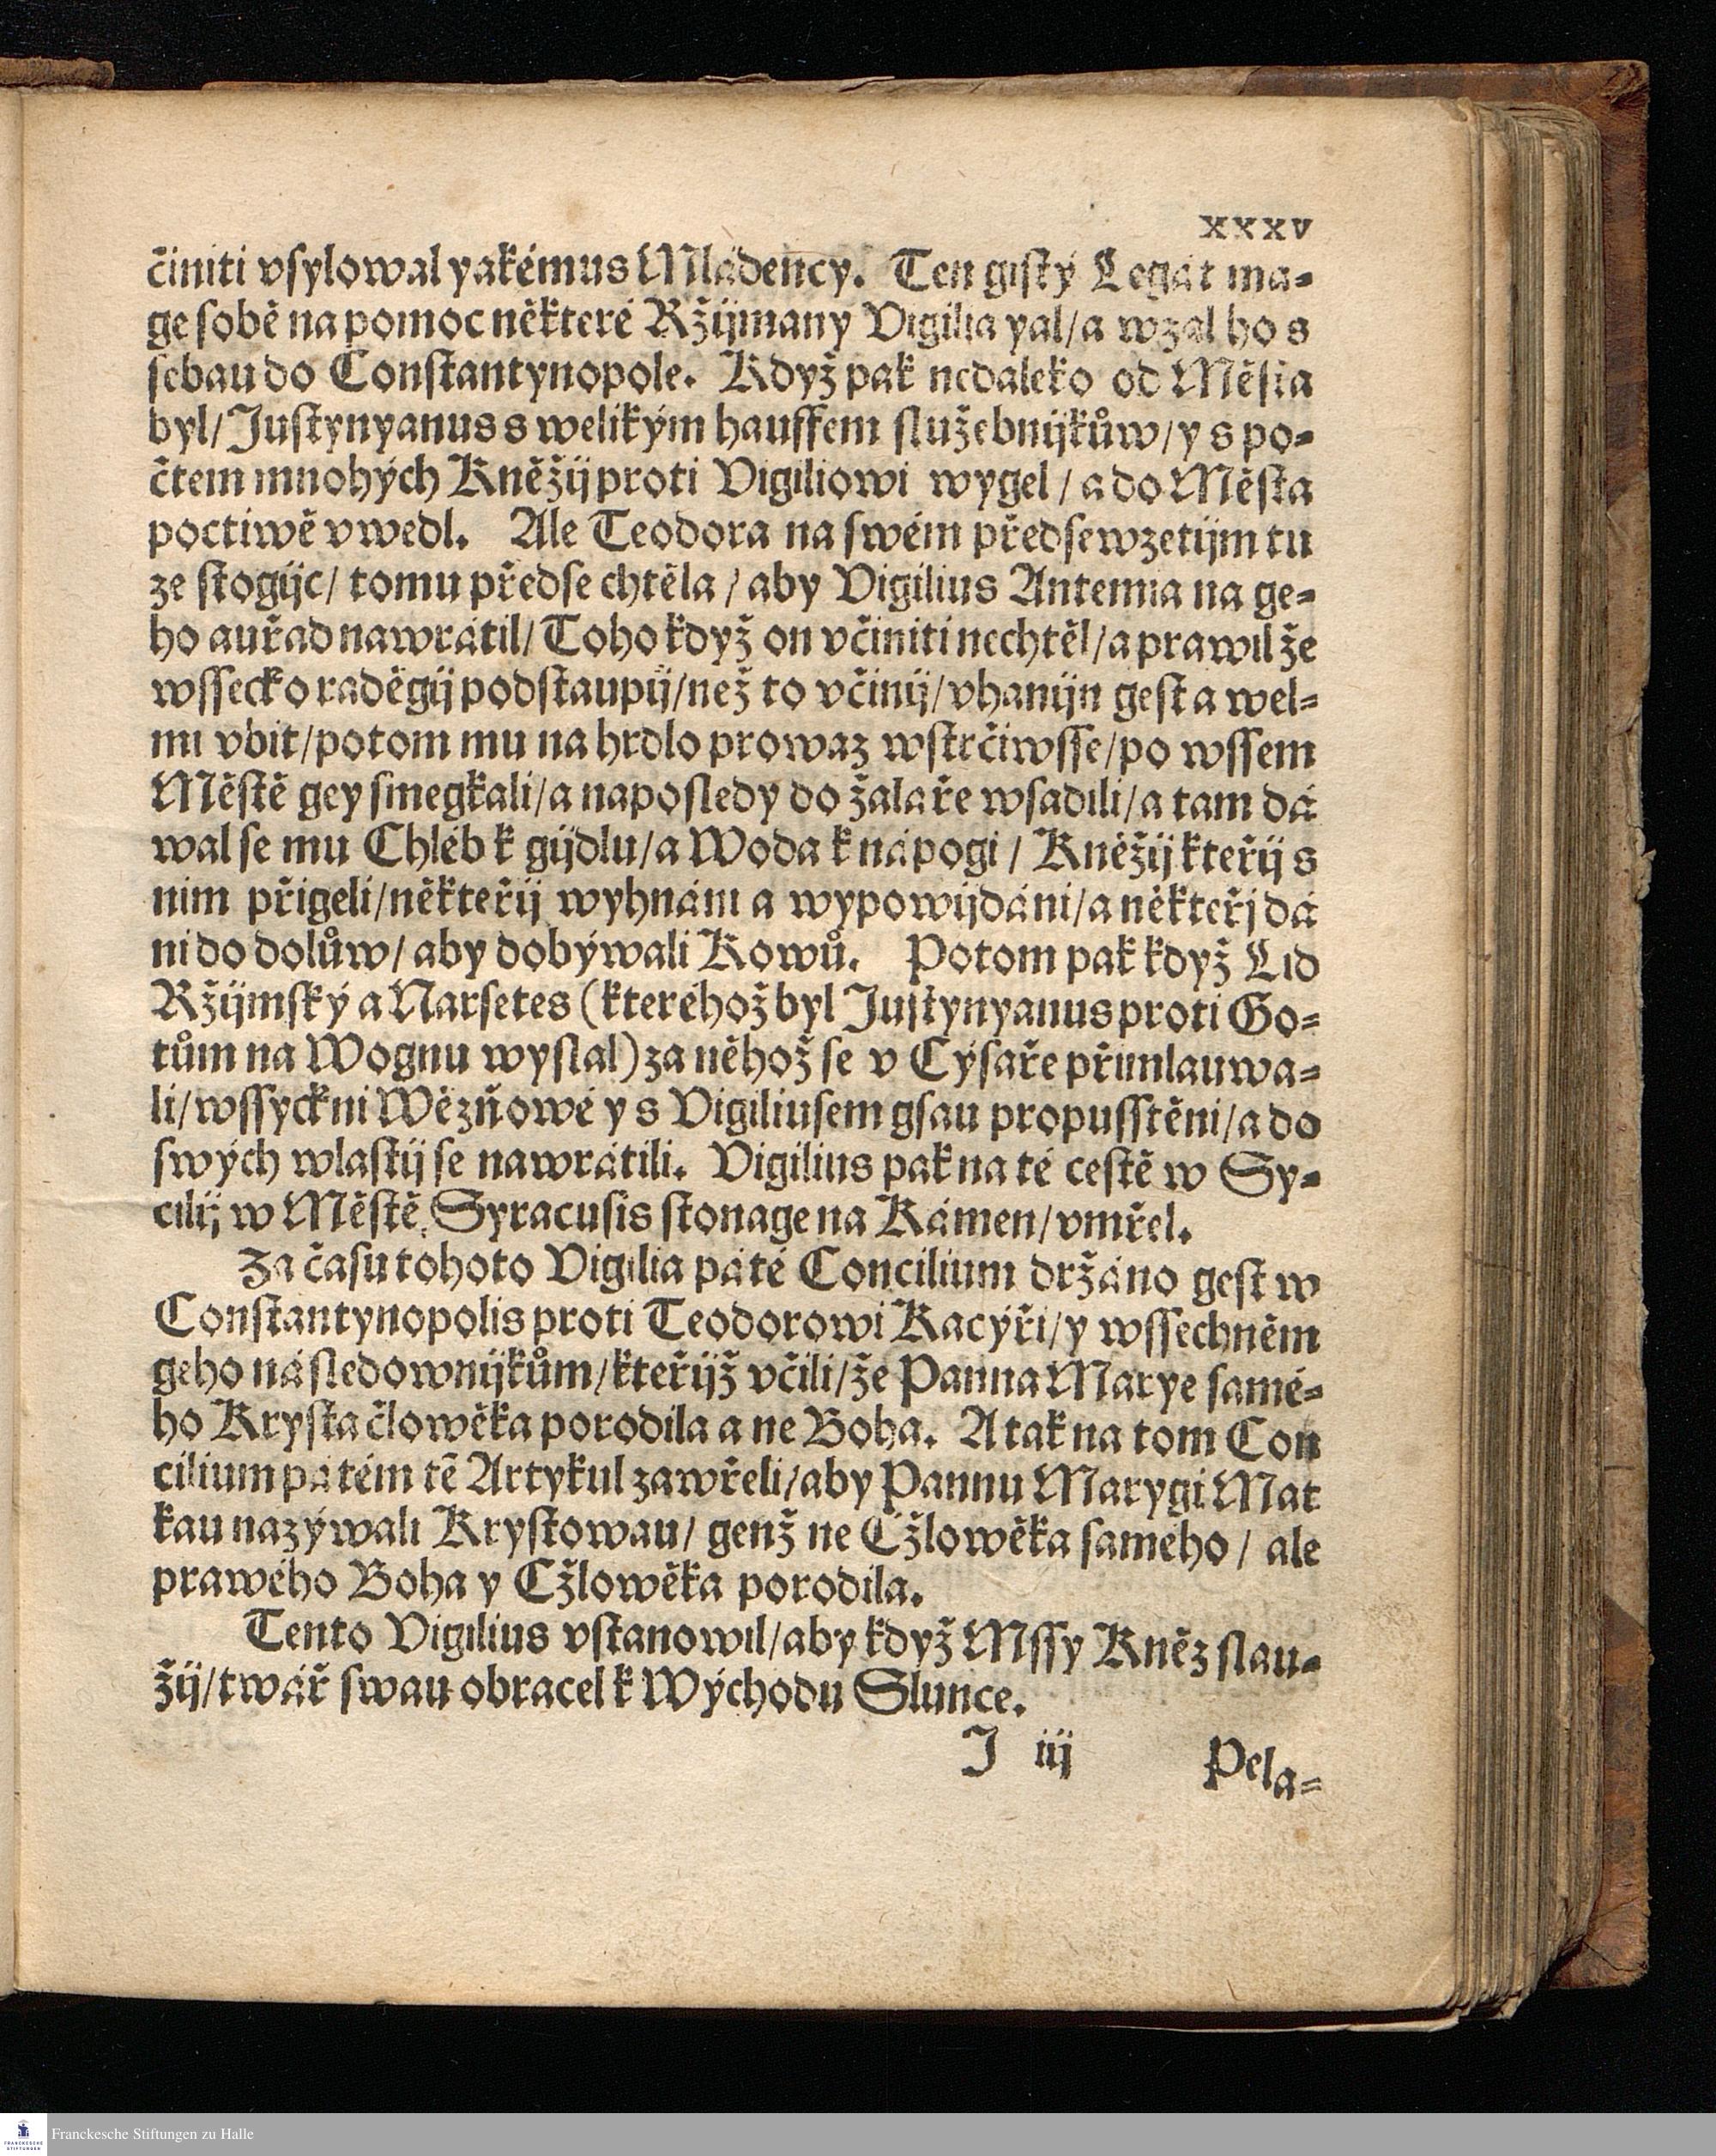 xxxv
činiti vsylowal yakémus Mládency. Ten gistý Legát ma-
ge sobě na pomoc některé Ržijmany Vigilia yal/a wzal ho s
sebau do Constantynopole. Když pak nedaleko od Města
byl/Justynyanus s welikým hauffem služebnijkůw/y s po-
čtem mnohých Kněžij proti Vigiliowi wygel/a do Města
poctiwě vwedl. Ale Teodora na swém předsewzetijm tu
ze stogijc/ tomu předse chtěla/aby Vigilius Antemia na ge-
ho auřad nawrátil/Toho když on včiniti nechtěl/a prawil že
wssecko raděgij podstaupij/než to včinij/vhaniјn gest a wel-
mi vbit/potom mu na hrdlo prowaz wstrčiwsse/po wssem
Městě gey smegkali/a naposledy do žaláře wsadili/a tam dá
wal se mu Chléb k gijdlu/a Woda k nápogi/Kněžij kteřij s
nim přigeli/někteřij wyhnáni a wypowijdáni/a někteřj dá
ni do dolůw/aby dobýwali Kowů. Potom pak když Lid
Ržijmský a Narsetes (kteréhož byl Justynyanus proti Go-
tům na Wognu wyslal) za něhož se v Cýsaře přimlauwa-
li/wssyckni Wězňowé y s Vigiliusem gsau propusstěni/a do
swých wlastij se nawrátili. Vigilius pak na té cestě w Sy-
cilij w Městě Syracusis stonage na Kámen/vmřel.
Za času tohoto Vigilia páté Concilium držáno gest w
Constantynopolis proti Teodorowi Kacýři/y wssechněm
geho následownijkům/kteřijž včili/že Panna Marye samé-
ho Krysta člowěka porodila a ne Boha. A tak na tom Con
cilium pátém tě Artykul zawřeli/aby Pannu Marygi Mat
kau nazýwali Krystowau/ genž ne Cžlowěka samého/ ale
prawého Boha y Cžlowěka porodila.
Tento Vigilius vstanowil/aby když Mssy Kněz slau-
žij/twář swau obracel k Wýchodu Slunce.
J iij Pela-
Franckesche Stiftungen zu Halle